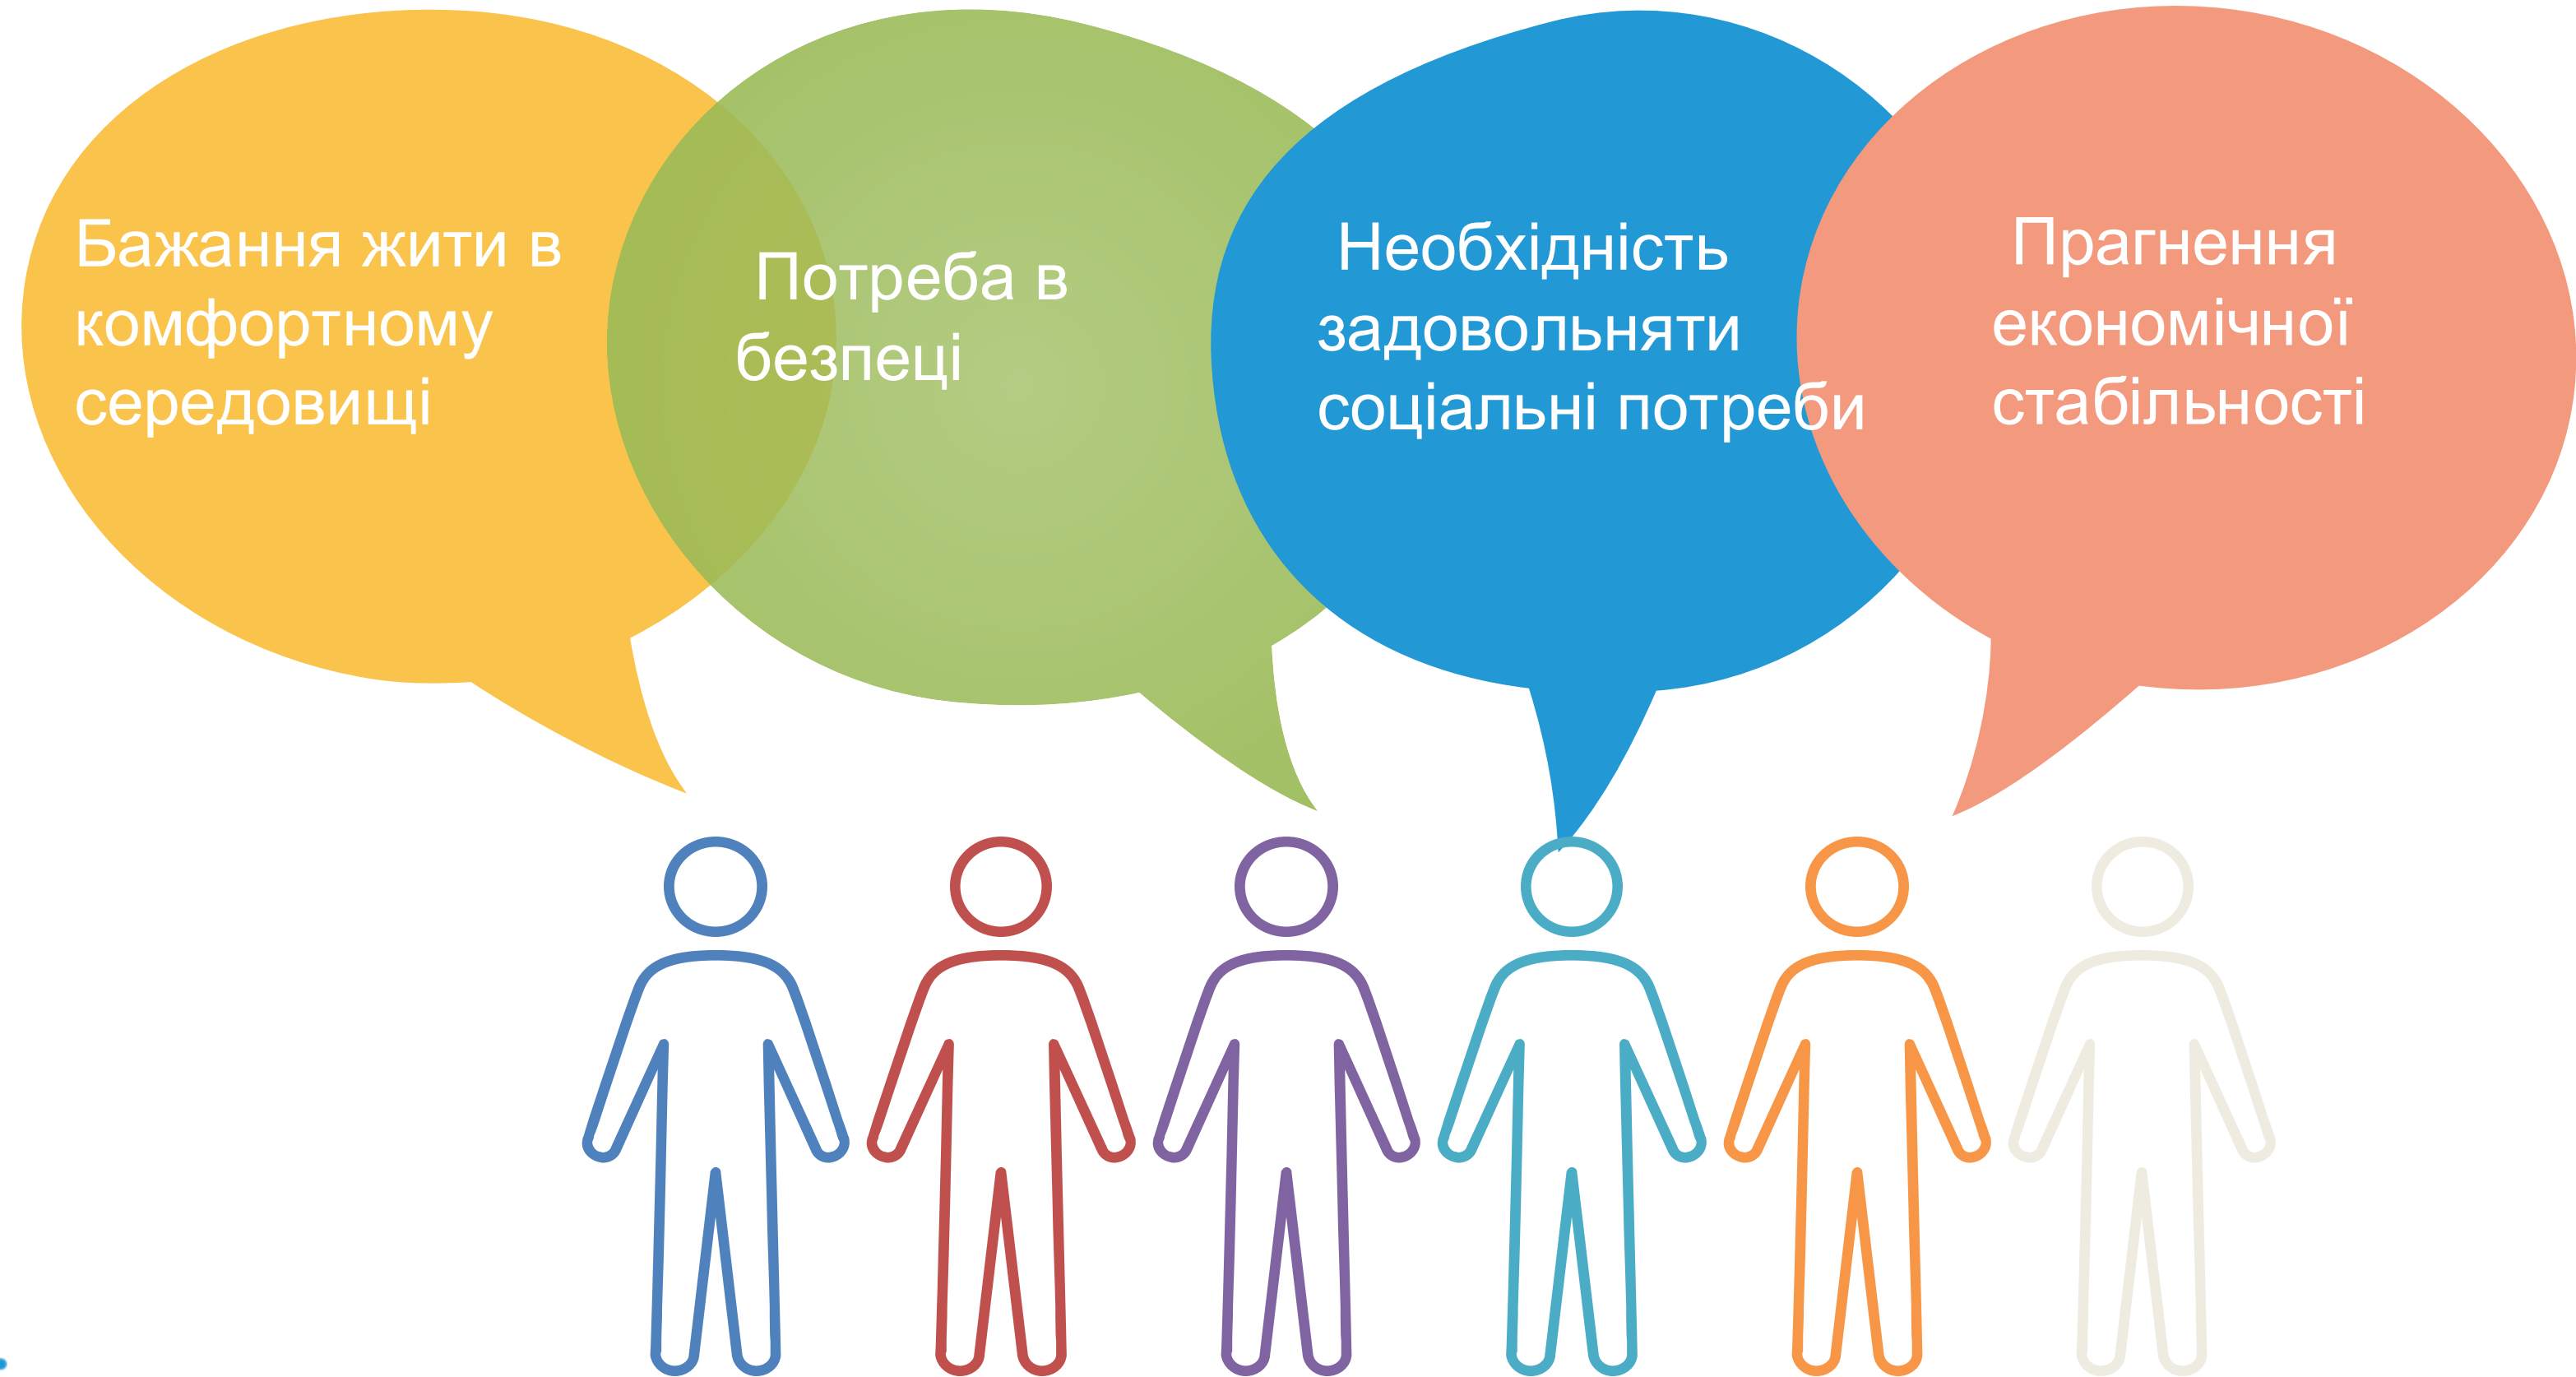 Бажання жити в
комфортному
середовищі
Потреба в
безпеці
Необхідність
задовольняти
соціальні потреби
Прагнення
економічної
стабільності